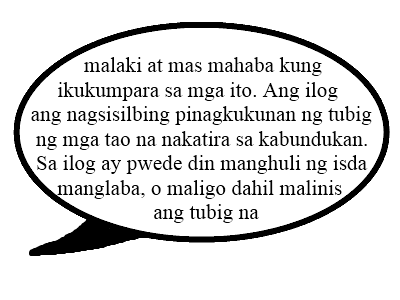 malaki at mas mahaba kung
ikukumpara sa mga ito. Ang ilog
ang nagsisilbing pinagkukunan ng tubig
ng mga tao na nakatira sa kabundukan.
Sa ilog ay pwede din manghuli ng isda
manglaba, o maligo dahil malinis
ang tubig na